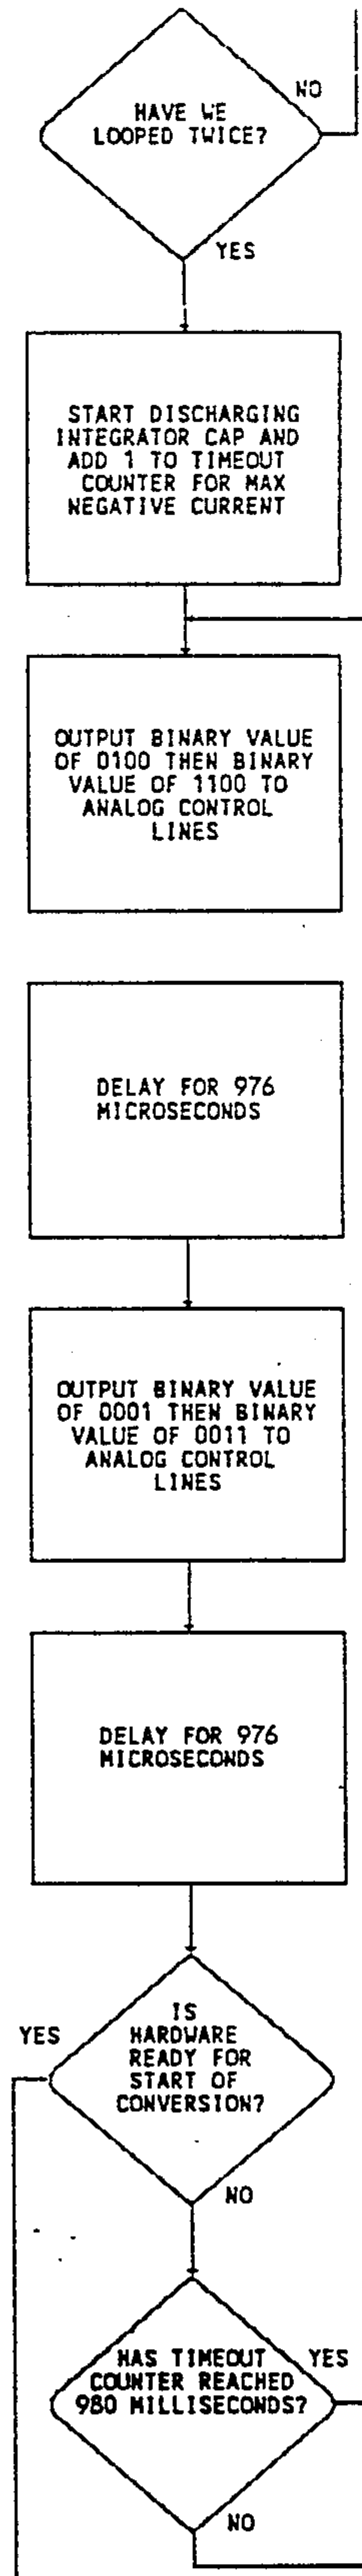 NO
HAVE WE
LOOPED TWICE?
YES
START DISCHARGING
INTEGRATOR CAP AND
ADD 1 TO TIMEOUT
COUNTER FOR MAX
NEGATIVE CURRENT
OUTPUT BINARY VALUE
OF 0100 THEN BINARY
VALUE OF 1100 TO
ANALOG CONTROL
LINES
DELAY FOR 976
MICROSECONDS
OUTPUT BINARY VALUE
OF 0001 THEN BINARY
VALUE OF 0011 TO
ANALOG CONTROL
LINES
DELAY FOR 976
MICROSECONDS
YES
IS
HARDWARE
READY FOR
START OF
CONVERSION?
NO
HAS TIMEOUT
COUNTER REACHED
980 MILLISECONDS?
YES
NO